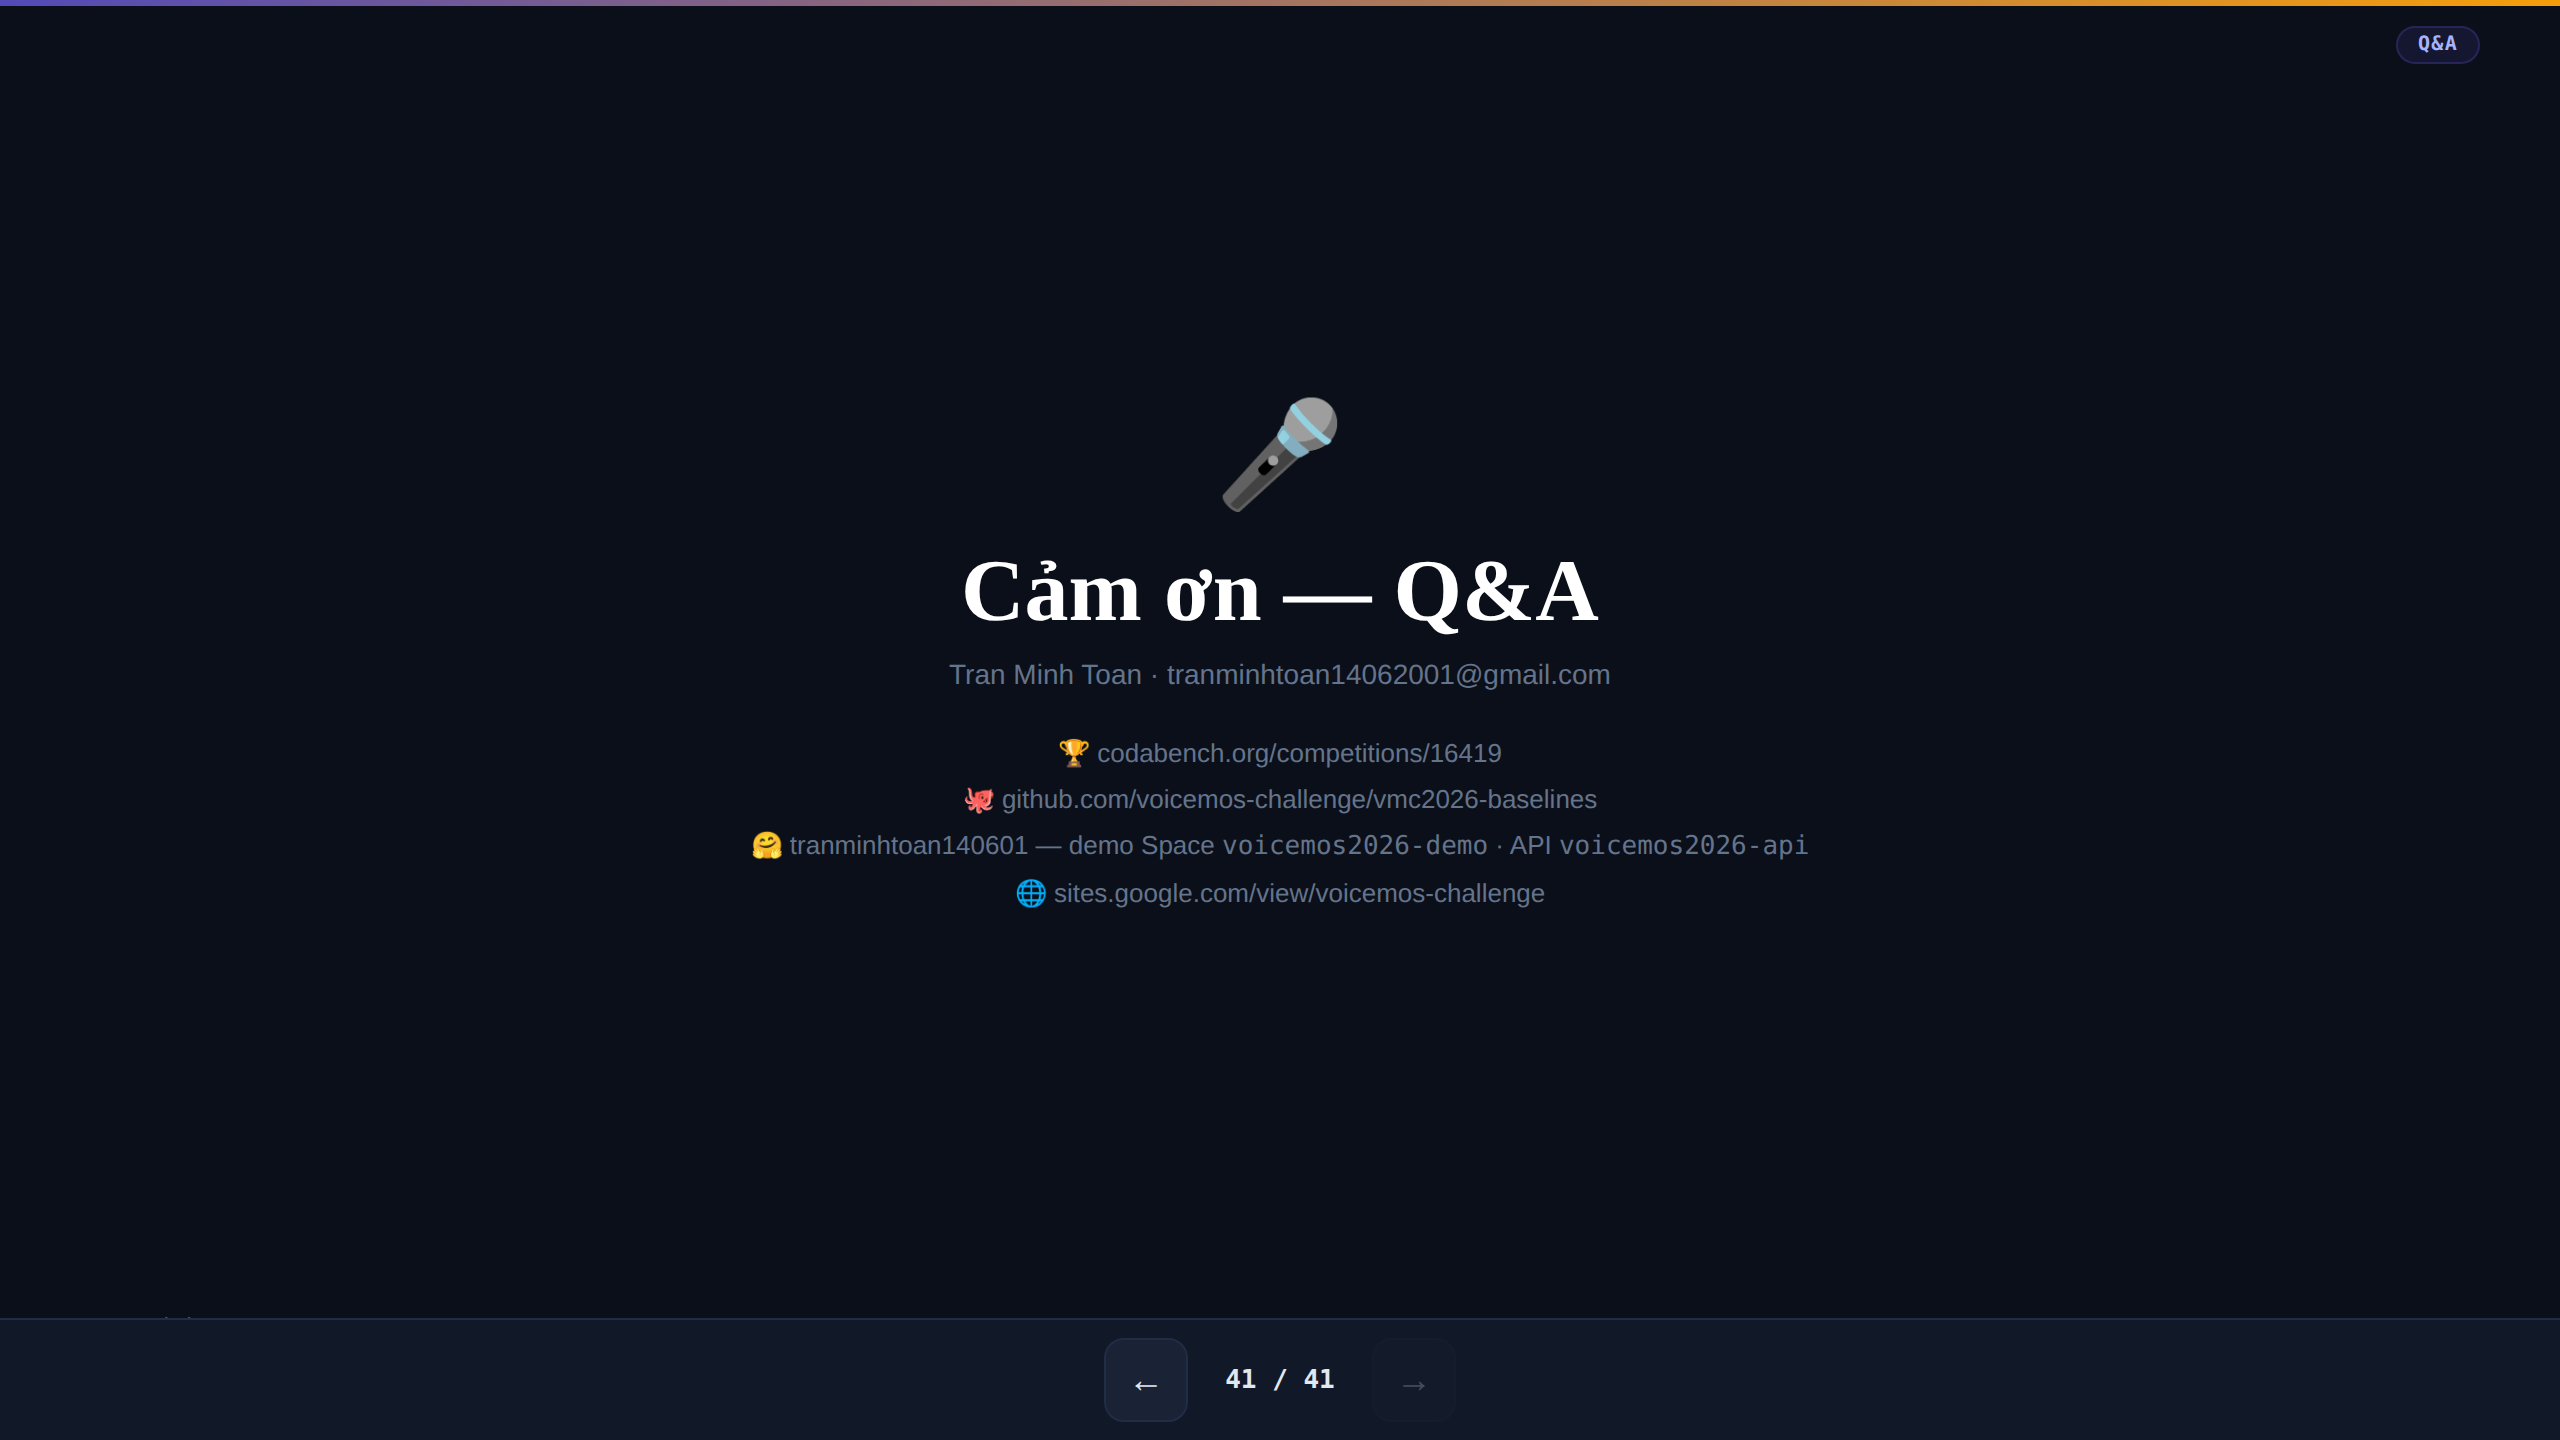 Q&A
Cảm ơn — Q&A
Tran Minh Toan · tranminhtoan14062001@gmail.com
🏆 codabench.org/competitions/16419
🐙 github.com/voicemos-challenge/vmc2026-baselines
🤗 tranminhtoan140601 — demo Space voicemos2026-demo · API voicemos2026-api
🌐 sites.google.com/view/voicemos-challenge
← 41 / 41 →